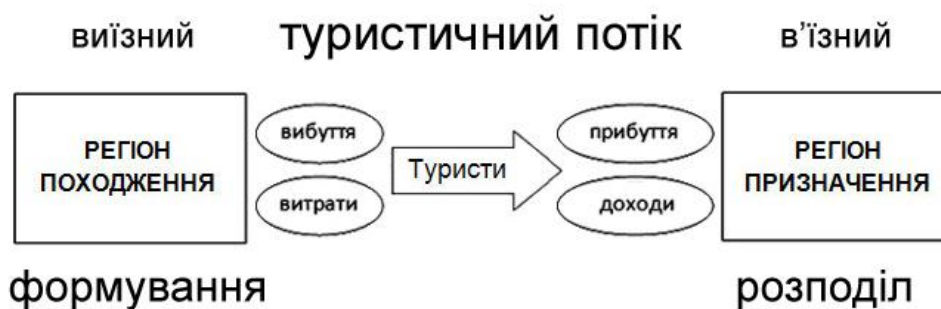 виїзний
туристичний потік
в’їзний
РЕГІОН
ПОХОДЖЕННЯ
вибуття
витрати
Туристи
прибуття
доходи
РЕГІОН
ПРИЗНАЧЕННЯ
формування
розподіл